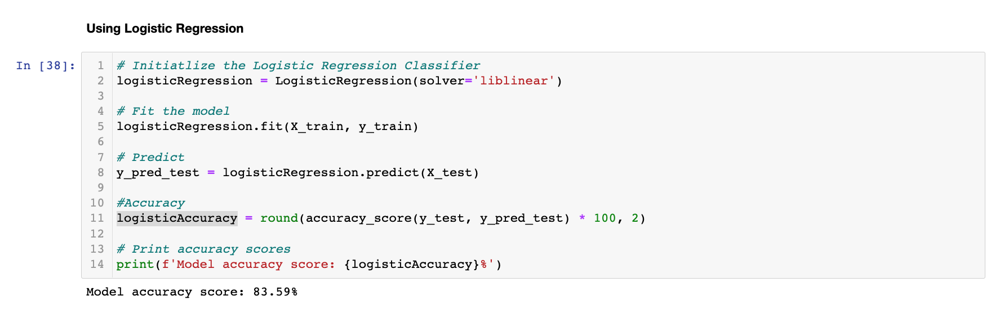 Using Logistic Regression
In [38]:
1 # Initiatlize the Logistic Regression Classifier
2 logisticRegression = LogisticRegression(solver='liblinear')
3
4 # Fit the model
5 logisticRegression.fit(X_train, y_train)
6
7 # Predict
8 y_pred_test = logisticRegression.predict(X_test)
9
10 #Accuracy
11 logisticAccuracy = round(accuracy_score(y_test, y_pred_test) * 100, 2)
12
13 # Print accuracy scores
14 print(f'Model accuracy score: {logisticAccuracy}%')
Model accuracy score: 83.59%